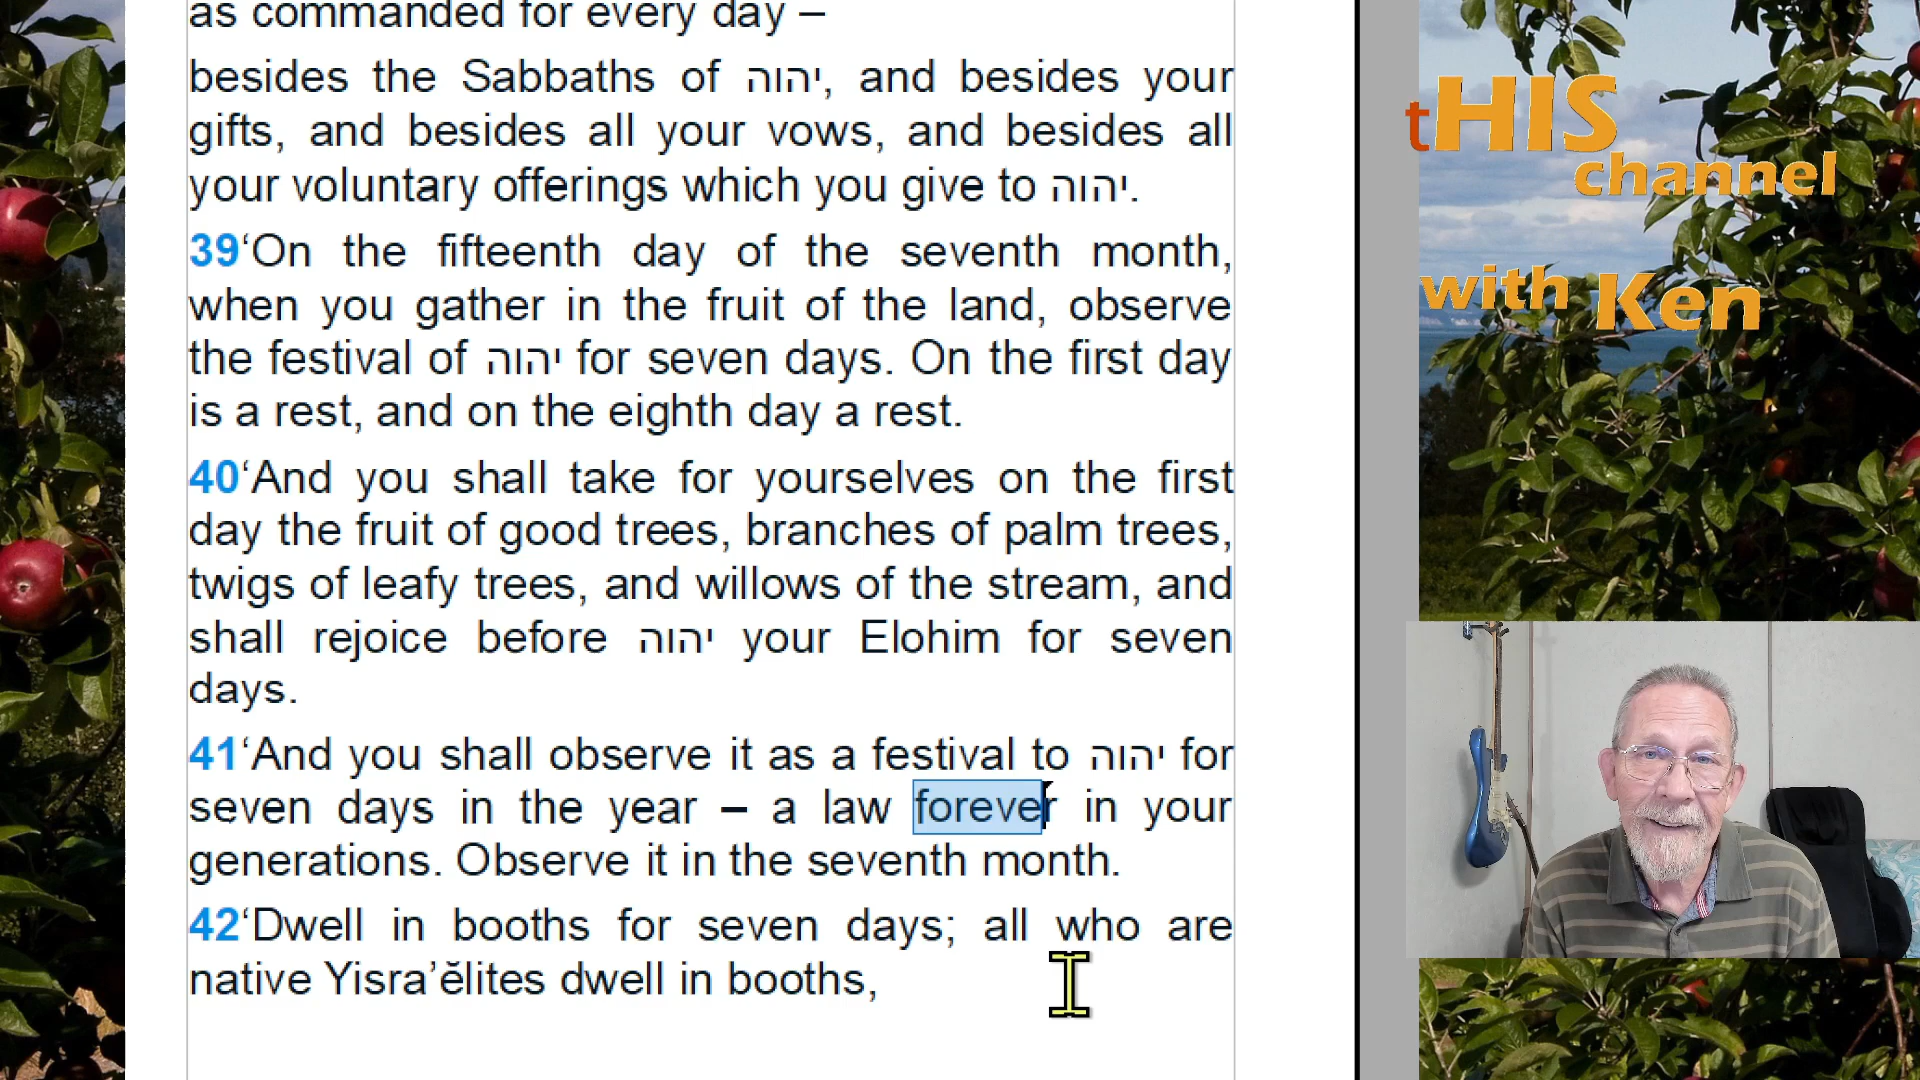 as commanded for every day –
besides the Sabbaths of יהוה, and besides your
gifts, and besides all your vows, and besides all
your voluntary offerings which you give to יהוה.
39‘On the fifteenth day of the seventh month,
when you gather in the fruit of the land, observe
the festival of יהוה for seven days. On the first day
is a rest, and on the eighth day a rest.
40‘And you shall take for yourselves on the first
day the fruit of good trees, branches of palm trees,
twigs of leafy trees, and willows of the stream, and
shall rejoice before יהוה your Elohim for seven
days.
41‘And you shall observe it as a festival to יהוה for
seven days in the year – a law forever in your
generations. Observe it in the seventh month.
42‘Dwell in booths for seven days; all who are
native Yisra’ĕlites dwell in booths,
tHIS
channel
with Ken